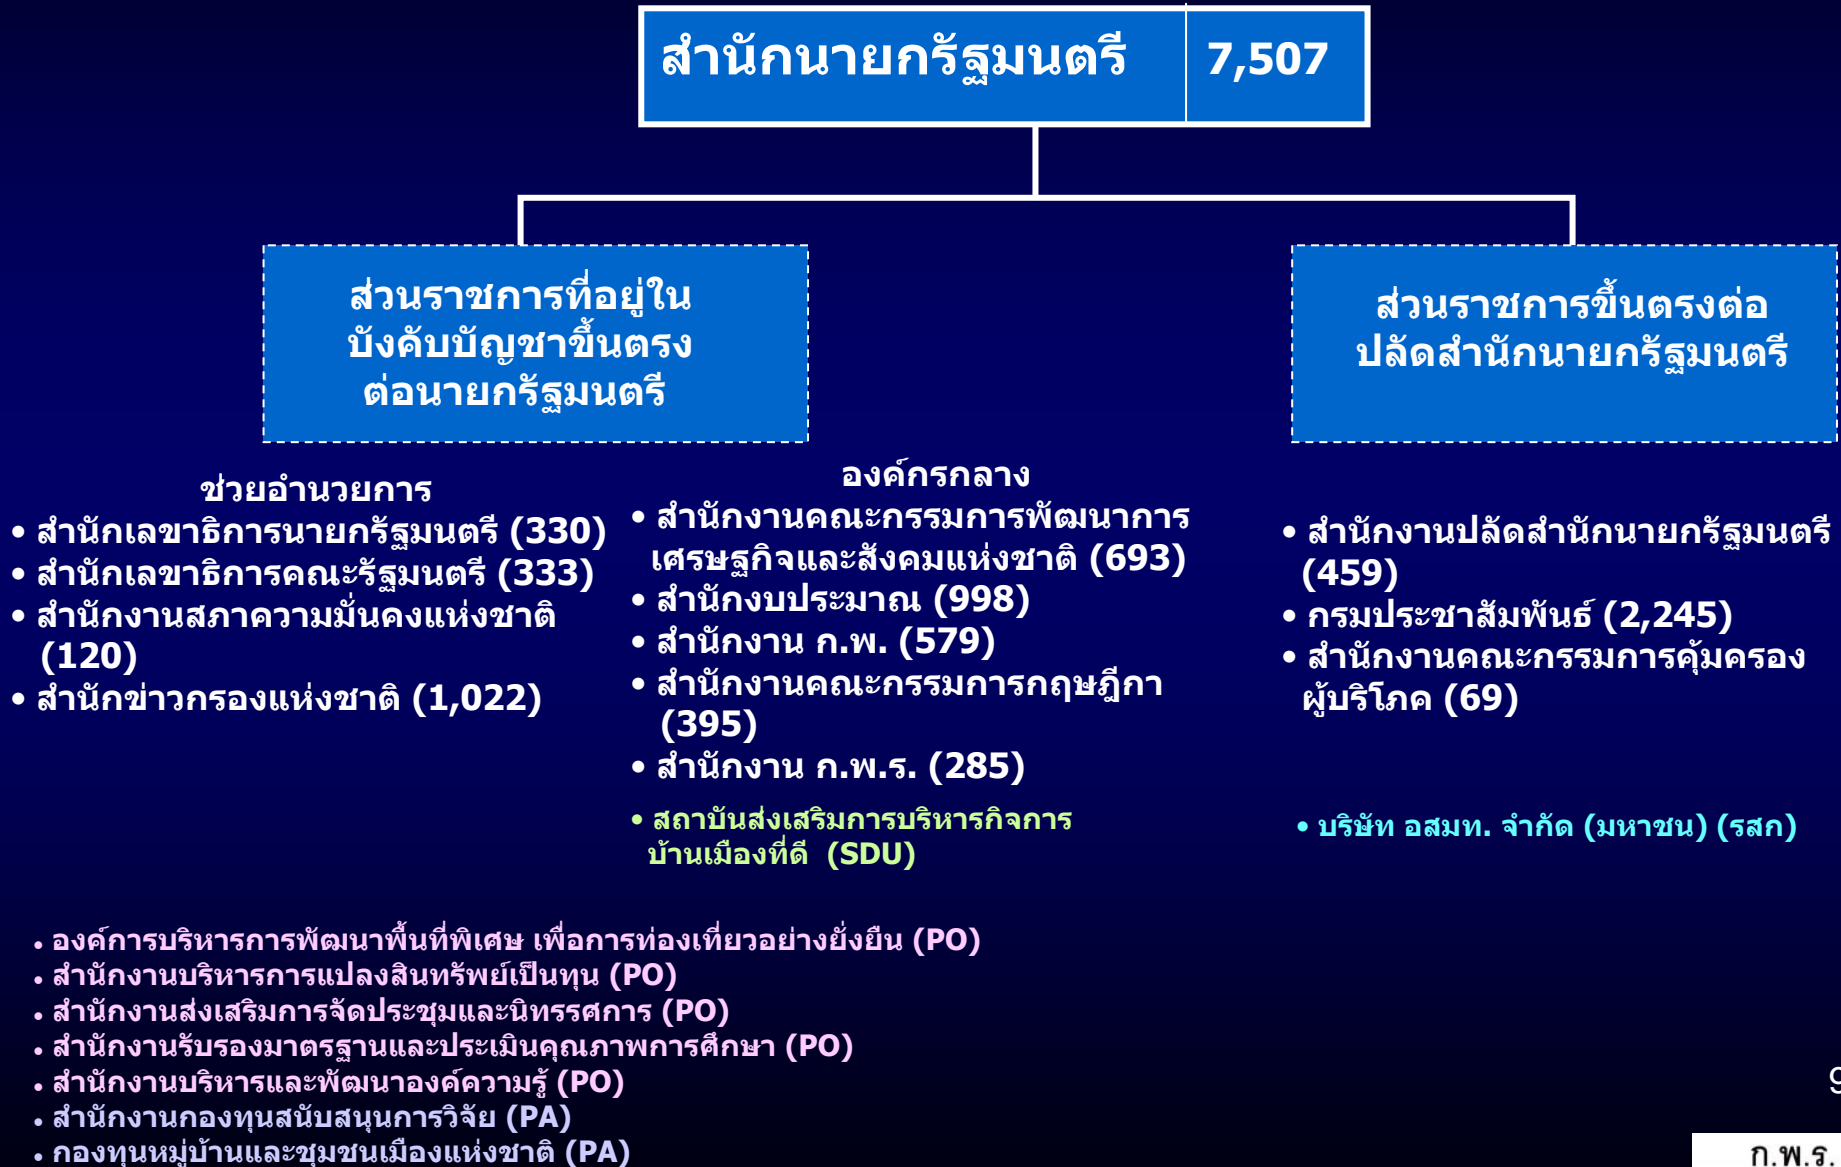 สำนักนายกรัฐมนตรี 7,507
ส่วนราชการที่อยู่ใน
บังคับบัญชาขึ้นตรง
ต่อนายกรัฐมนตรี
ส่วนราชการขึ้นตรงต่อ
ปลัดสำนักนายกรัฐมนตรี
ช่วยอำนวยการ
• สำนักเลขาธิการนายกรัฐมนตรี (330)
• สำนักเลขาธิการคณะรัฐมนตรี (333)
• สำนักงานสภาความมั่นคงแห่งชาติ
(120)
• สำนักข่าวกรองแห่งชาติ (1,022)
องค์กรกลาง
• สำนักงานคณะกรรมการพัฒนาการ
เศรษฐกิจและสังคมแห่งชาติ (693)
• สำนักงบประมาณ (998)
• สำนักงาน ก.พ. (579)
• สำนักงานคณะกรรมการกฤษฎีกา
(395)
• สำนักงาน ก.พ.ร. (285)
• สถาบันส่งเสริมการบริหารกิจการ
บ้านเมืองที่ดี (SDU)
• สำนักงานปลัดสำนักนายกรัฐมนตรี
(459)
• กรมประชาสัมพันธ์ (2,245)
• สำนักงานคณะกรรมการคุ้มครอง
ผู้บริโภค (69)
• บริษัท อสมท. จำกัด (มหาชน) (รสก)
• องค์การบริหารการพัฒนาพื้นที่พิเศษ เพื่อการท่องเที่ยวอย่างยั่งยืน (PO)
• สำนักงานบริหารการแปลงสินทรัพย์เป็นทุน (PO)
• สำนักงานส่งเสริมการจัดประชุมและนิทรรศการ (PO)
• สำนักงานรับรองมาตรฐานและประเมินคุณภาพการศึกษา (PO)
• สำนักงานบริหารและพัฒนาองค์ความรู้ (PO)
• สำนักงานกองทุนสนับสนุนการวิจัย (PA)
• กองทุนหมู่บ้านและชุมชนเมืองแห่งชาติ (PA)
9
ก.พ.ร.